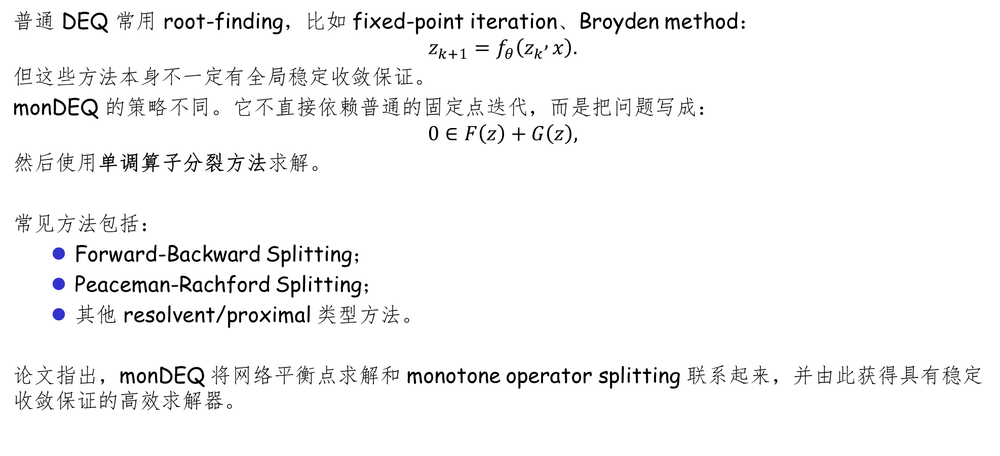 普通 DEQ 常用 root-finding，比如 fixed-point iteration、Broyden method：
z_{k+1} = f_θ(z_k, x).
但这些方法本身不一定有全局稳定收敛保证。
monDEQ 的策略不同。它不直接依赖普通的固定点迭代，而是把问题写成：
0 ∈ F(z) + G(z),
然后使用单调算子分裂方法求解。
常见方法包括：
● Forward-Backward Splitting；
● Peaceman-Rachford Splitting；
● 其他 resolvent/proximal 类型方法。
论文指出，monDEQ 将网络平衡点求解和 monotone operator splitting 联系起来，并由此获得具有稳定
收敛保证的高效求解器。